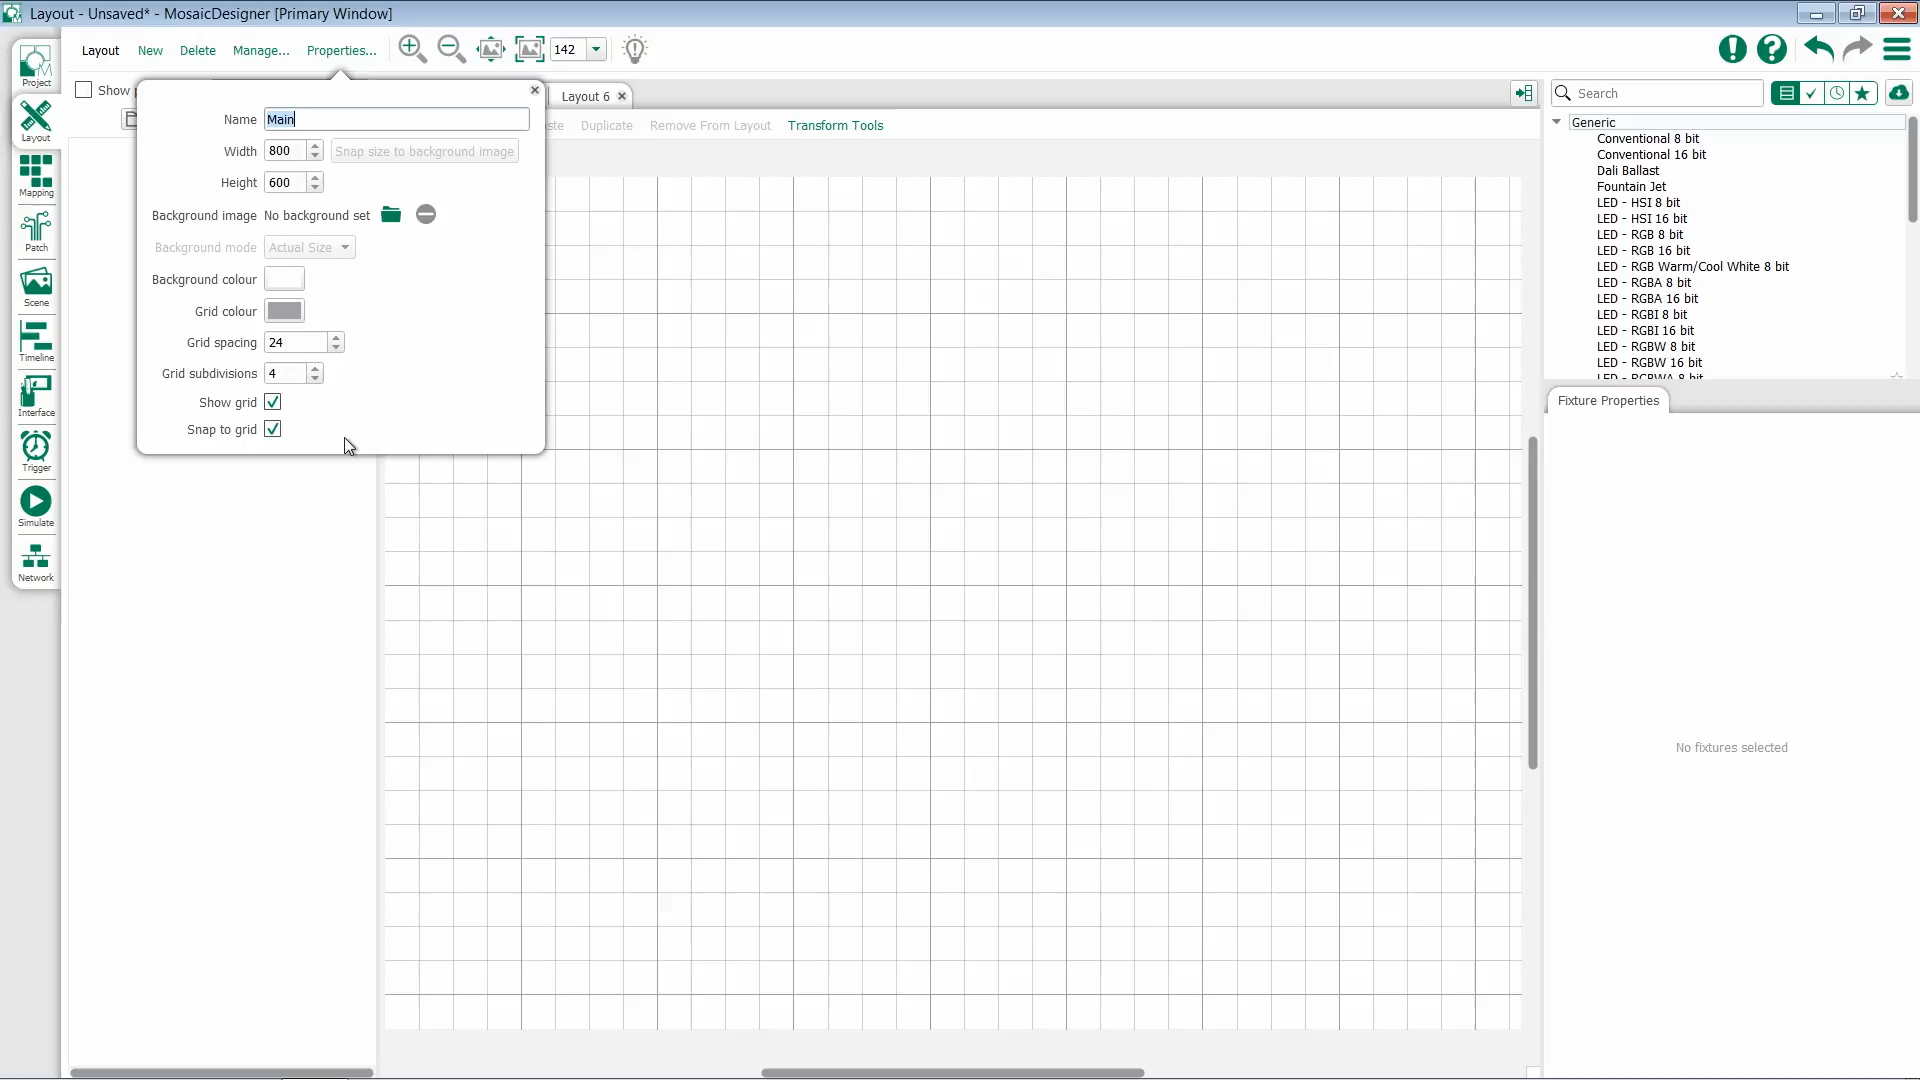 Layout - Unsaved* - MosaicDesigner [Primary Window]
Layout New Delete Manage... Properties... 142
Project
Layout
Mapping
Patch
Scene
Timeline
Interface
Trigger
Simulate
Network
Show
Name Main
Width 800 Snap size to background image
Height 600
Background image No background set
Background mode Actual Size
Background colour
Grid colour
Grid spacing 24
Grid subdivisions 4
Show grid
Snap to grid
Layout 6
Duplicate Remove From Layout Transform Tools
Search
Generic
Conventional 8 bit
Conventional 16 bit
Dali Ballast
Fountain Jet
LED - HSI 8 bit
LED - HSI 16 bit
LED - RGB 8 bit
LED - RGB 16 bit
LED - RGB Warm/Cool White 8 bit
LED - RGBA 8 bit
LED - RGBA 16 bit
LED - RGBI 8 bit
LED - RGBI 16 bit
LED - RGBW 8 bit
LED - RGBW 16 bit
LED - RGBWA 8 bit
Fixture Properties
No fixtures selected